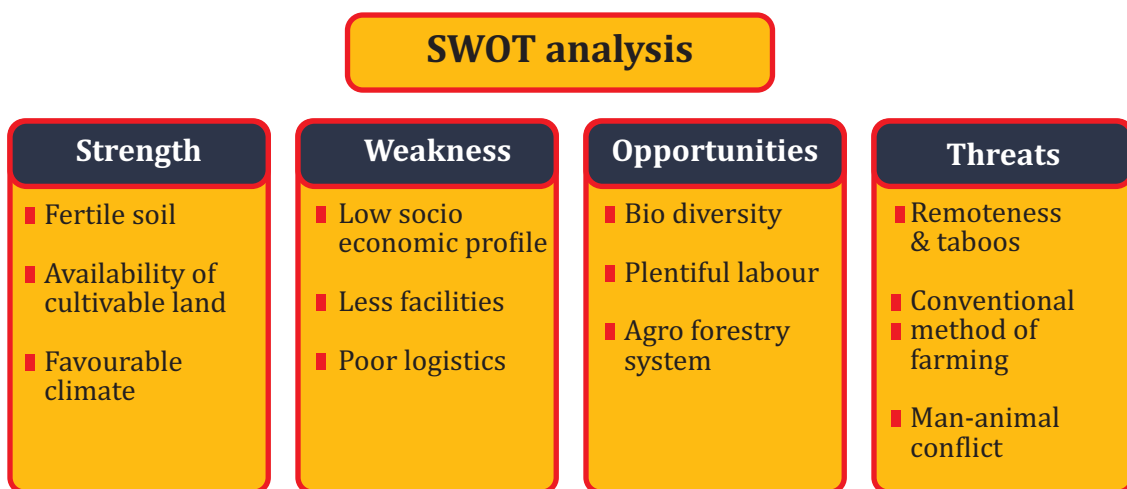 SWOT analysis
Strength
Fertile soil
Availability of
cultivable land
Favourable
climate
Weakness
Low socio
economic profile
Less facilities
Poor logistics
Opportunities
Bio diversity
Plentiful labour
Agro forestry
system
Threats
Remoteness
& taboos
Conventional
method of
farming
Man-animal
conflict